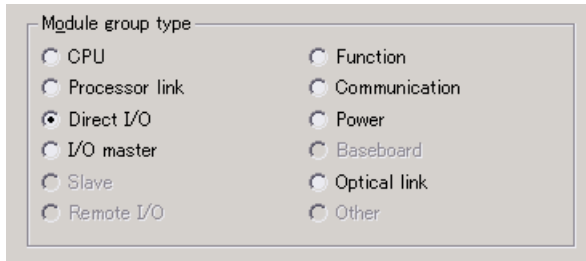 Module group type
CPU
Processor link
Direct I/O
I/O master
Slave
Remote I/O
Function
Communication
Power
Baseboard
Optical link
Other